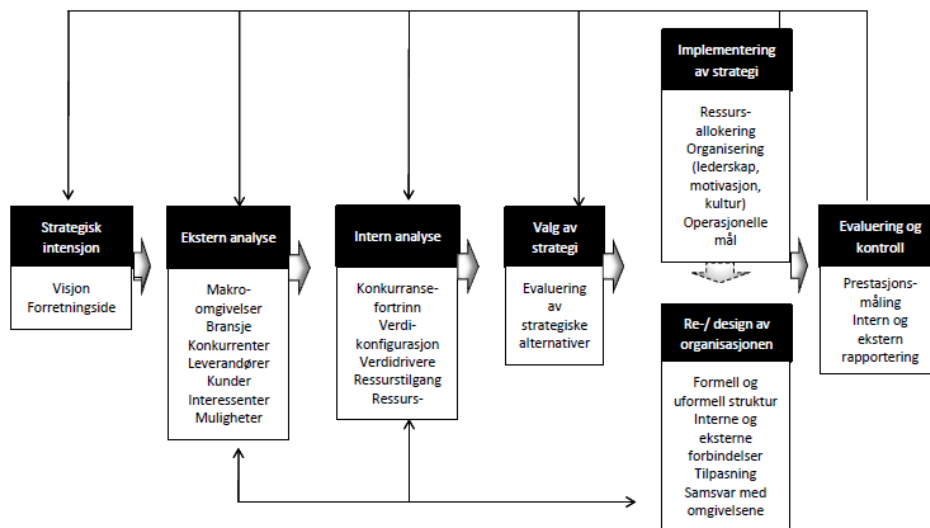 Strategisk
intensjon
Visjon
Forretningside
Ekstern analyse
Makro-
omgivelser
Bransje
Konkurrenter
Leverandører
Kunder
Interessenter
Muligheter
Intern analyse
Konkurranse-
fortrinn
Verdi-
konfigurasjon
Verdidrivere
Ressurstilgang
Ressurs-
Valg av
strategi
Evaluering
av
strategiske
alternativer
Implementering
av strategi
Ressurs-
allokering
Organisering
(lederskap,
motivasjon,
kultur)
Operasjonelle
mål
Re-/ design av
organisasjonen
Formell og
uformell struktur
Interne og
eksterne
forbindelser
Tilpasning
Samsvar med
omgivelsene
Evaluering og
kontroll
Prestasjons-
måling
Intern og
ekstern
rapportering